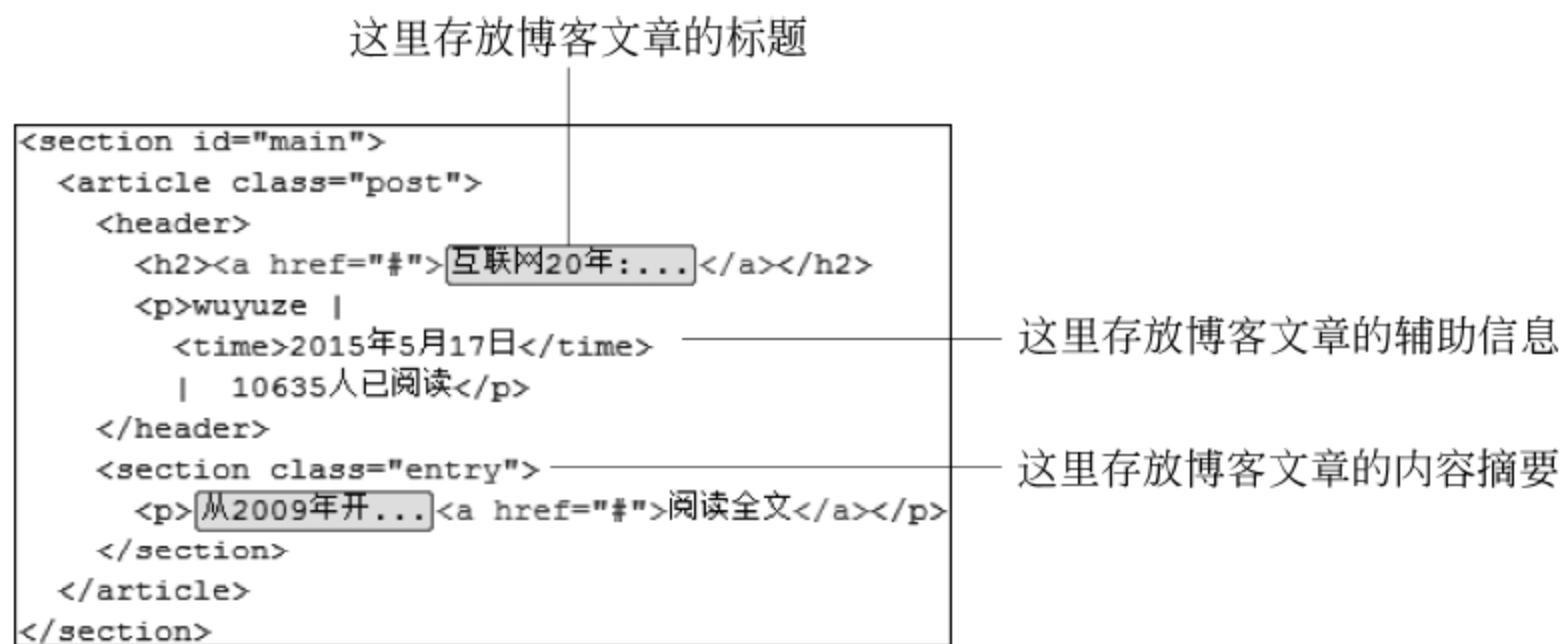 这里存放博客文章的标题
<section id="main">
<article class="post">
<header>
<h2><a href="#">互联网20年:...</a></h2>
<p>wuyuze |
<time>2015年5月17日</time>
这里存放博客文章的辅助信息
| 10635人已阅读</p>
</header>
<section class="entry">
这里存放博客文章的内容摘要
<p>从2009年开...<a href="#">阅读全文</a></p>
</section>
</article>
</section>